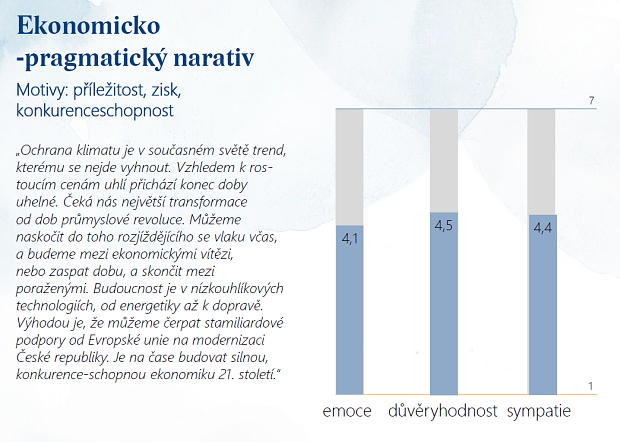 Ekonomicko
-pragmatický narativ
Motivy: příležitost, zisk,
konkurenceschopnost
„Ochrana klimatu je v současném světě trend,
kterému se nejde vyhnout. Vzhledem k ros-
toucím cenám uhlí přichází konec doby
uhelné. Čeká nás největší transformace
od dob průmyslové revoluce. Můžeme
naskočit do toho rozjíždějícího se vlaku včas,
a budeme mezi ekonomickými vítězi,
nebo zaspat dobu, a skončit mezi
poraženými. Budoucnost je v nízkouhlíkových
technologiích, od energetiky až k dopravě.
Výhodou je, že můžeme čerpat stamiliardové
podpory od Evropské unie na modernizaci
České republiky. Je na čase budovat silnou,
konkurence-schopnou ekonomiku 21. století.“
7
4,1
4,5
4,4
1
emoce důvěryhodnost sympatie